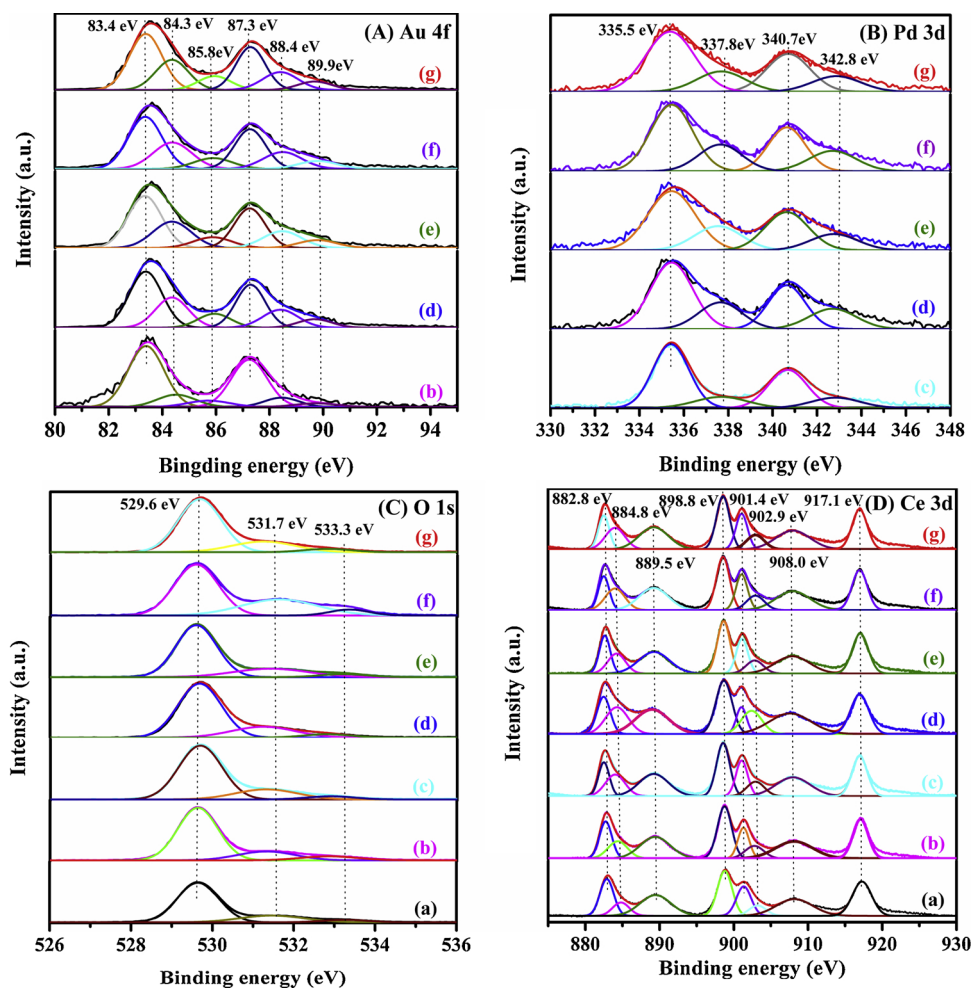 83.4 eV
84.3 eV
85.8eV
87.3 eV
88.4 eV
89.9eV
(A) Au 4f
(g)
(f)
(e)
(d)
(b)
Intensity (a.u.)
80 82 84 86 88 90 92 94
Bingding energy (eV)
335.5 eV
337.8eV
340.7eV
342.8 eV
(B) Pd 3d
(g)
(f)
(e)
(d)
(c)
Intensity (a.u.)
330 332 334 336 338 340 342 344 346 348
Binding energy (eV)
529.6 eV
531.7 eV
533.3 eV
(C) O 1s
(g)
(f)
(e)
(d)
(c)
(b)
(a)
Intensity (a.u.)
526 528 530 532 534 536
Binding energy (eV)
882.8 eV
884.8 eV
889.5 eV
898.8 eV
901.4 eV
902.9 eV
908.0 eV
917.1 eV
(D) Ce 3d
(g)
(f)
(e)
(d)
(c)
(b)
(a)
Intensity (a.u.)
880 890 900 910 920 930
Binding energy (eV)